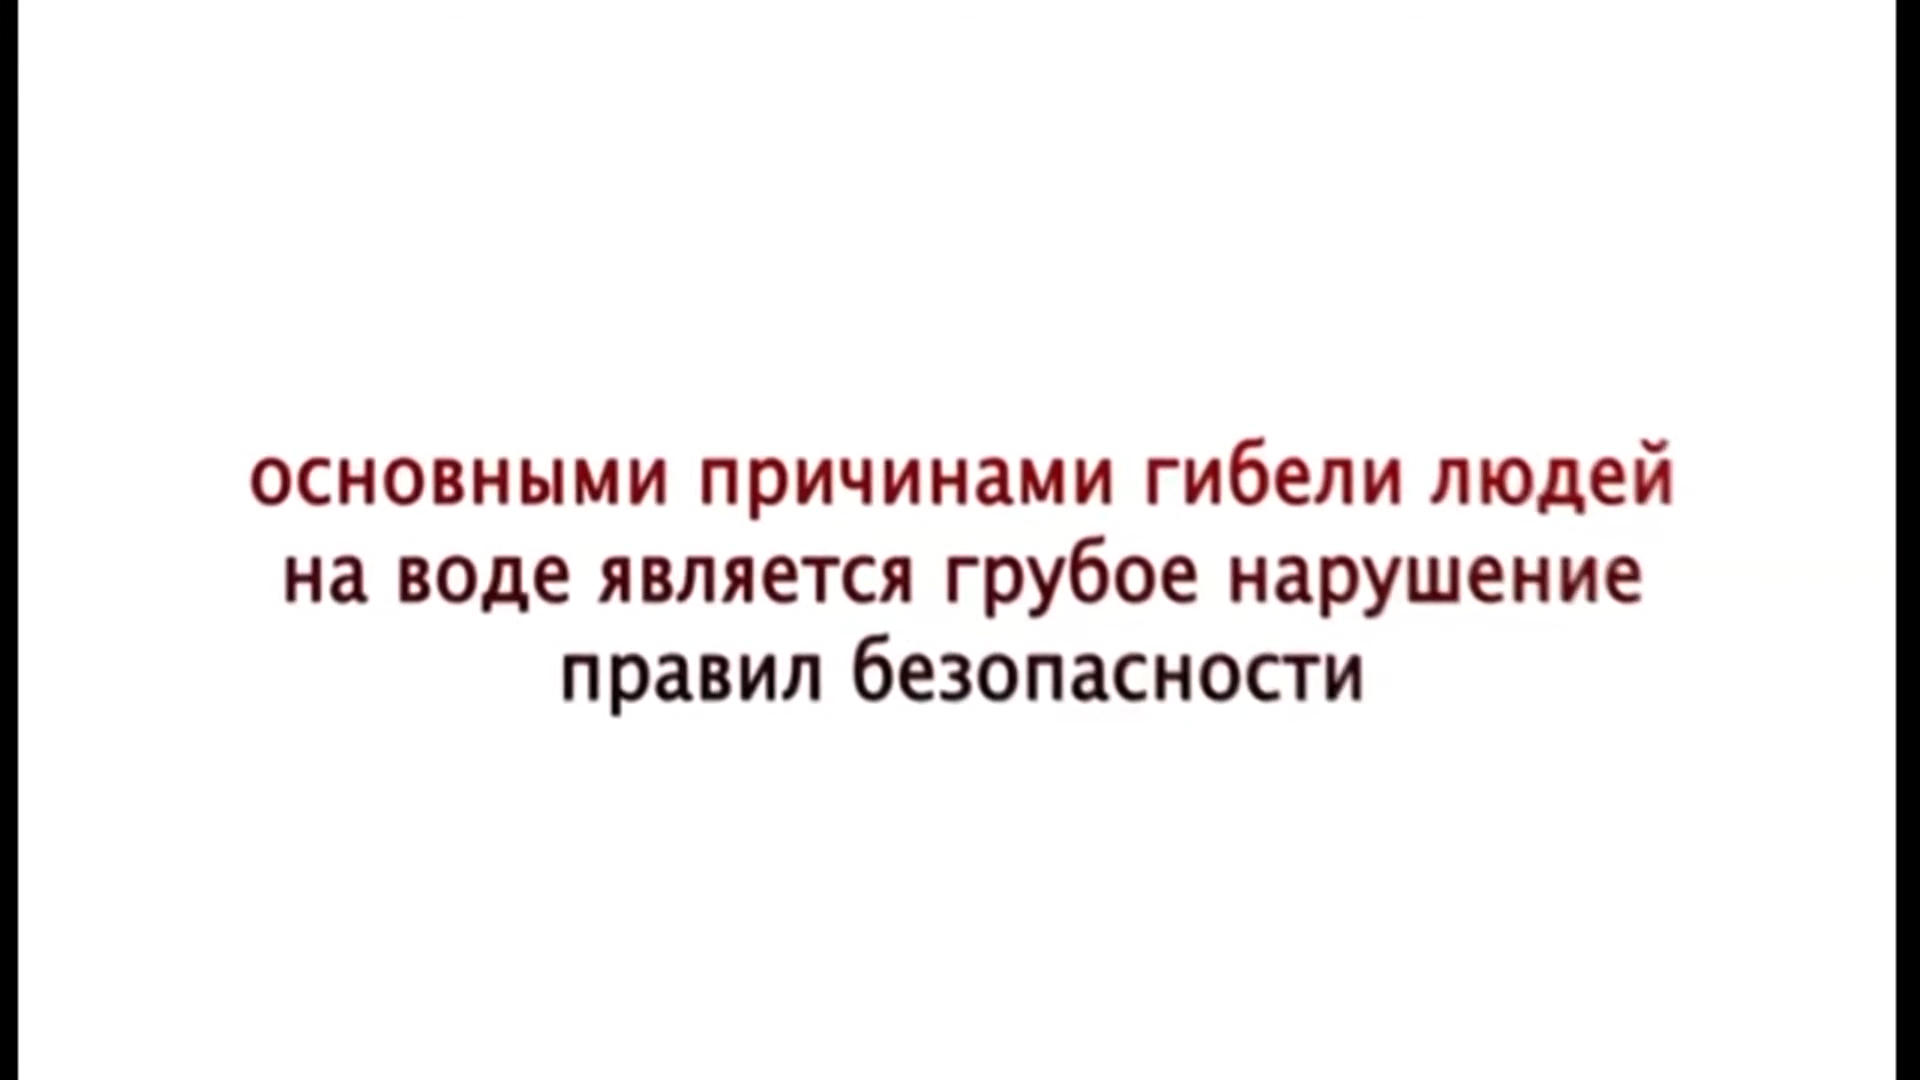 основными причинами гибели людей
на воде является грубое нарушение
правил безопасности